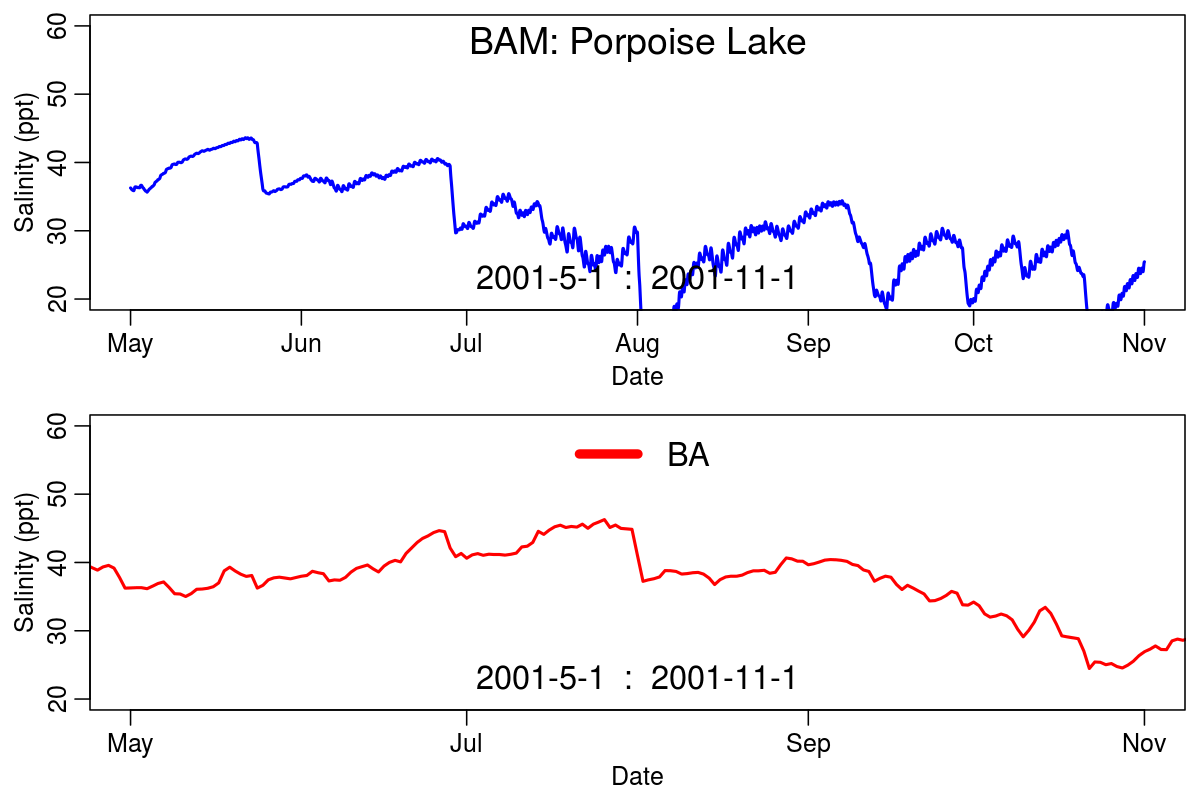 BAM: Porpoise Lake
60
50
40
30
20
Salinity (ppt)
2001-5-1 : 2001-11-1
May Jun Jul Aug Sep Oct Nov
Date
BA
60
50
40
30
20
Salinity (ppt)
2001-5-1 : 2001-11-1
May Jul Sep Nov
Date